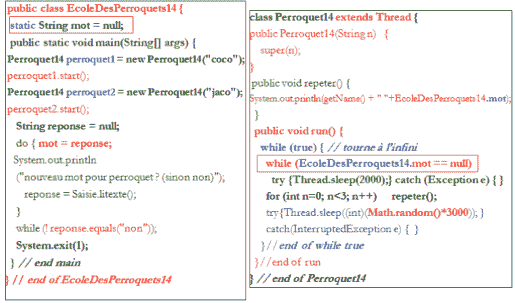 public class EcoleDesPerroquets14 {
static String mot = null;
public static void main(String[] args) {
Perroquet14 perroquet1 = new Perroquet14("coco");
perroquet1.start();
Perroquet14 perroquet2 = new Perroquet14("jaco");
perroquet2.start();
String reponse = null;
do { mot = reponse;
System.out.println
("nouveau mot pour perroquet ? (sinon non)");
reponse = Saisie.litexte();
}
while (! reponse.equals("non"));
System.exit(1);
} // end main
} // end of EcoleDesPerroquets14
class Perroquet14 extends Thread {
public Perroquet14(String n) {
super(n);
}
public void repeter() {
System.out.println(getName() + " "+EcoleDesPerroquets14.mot);
}
public void run() {
while (true) { // tourne à l'infini
while (EcoleDesPerroquets14.mot == null)
try {Thread.sleep(2000);} catch (Exception e) { }
for (int n=0; n<3; n++) repeter();
try{Thread.sleep((int)(Math.random()*3000)); }
catch(InterruptedException e) { }
}//end of while true
}//end of run
} // end of Perroquet14